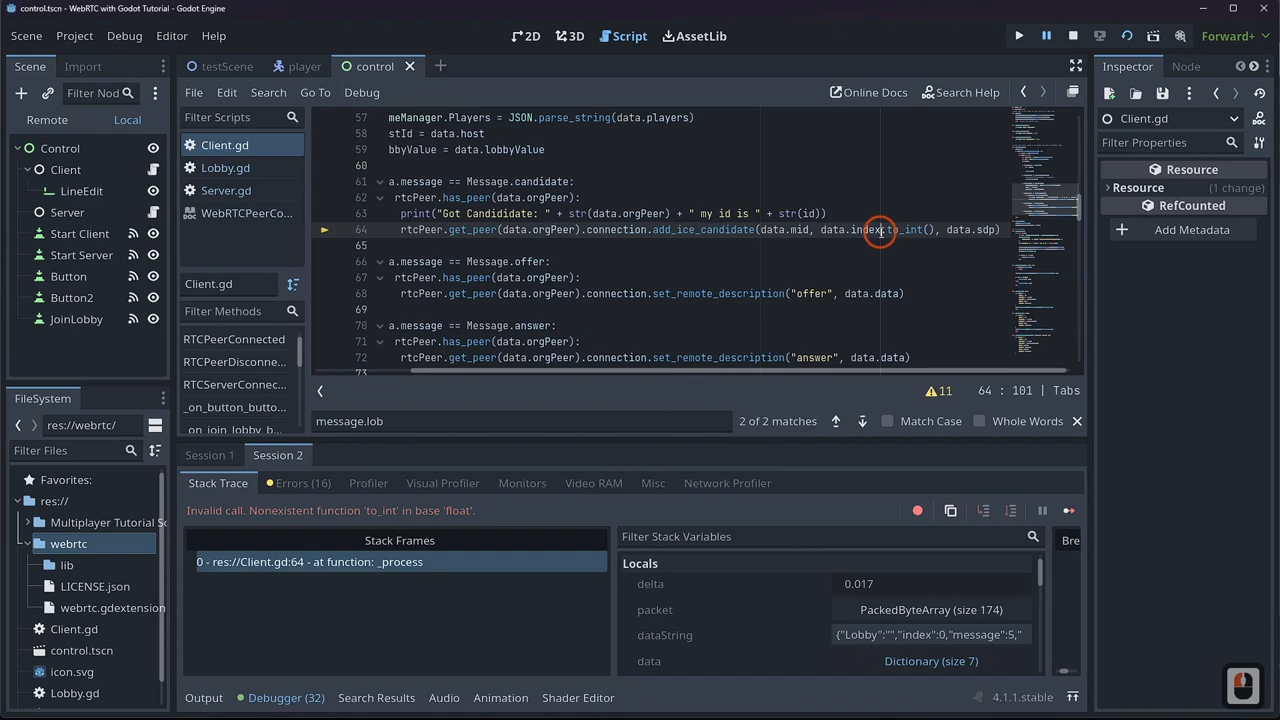 control.tscn - WebRTC with Godot Tutorial - Godot Engine
Scene Project Debug Editor Help
2D 3D Script AssetLib
Forward+
Scene Import
testScene player control
Inspector Node
Filter Nod
File Edit Search Go To Debug
Online Docs Search Help
Remote Local
Filter Scripts
Client.gd
Filter Properties
Control
Client
LineEdit
Server
Start Client
Start Server
Button
Button2
JoinLobby
Client.gd
Lobby.gd
Server.gd
WebRTCPeerCo...
Client.gd
Filter Methods
RTCPeerConnected
RTCPeerDisconne...
RTCServerConnec...
_on_button_butto...
_on_join_lobby_b
57 meManager.Players = JSON.parse_string(data.players)
58 stId = data.host
59 bbyValue = data.lobbyValue
60
61 a.message == Message.candidate:
62 rtcPeer.has_peer(data.orgPeer):
63 print("Got Candididate: " + str(data.orgPeer) + " my id is " + str(id))
64 rtcPeer.get_peer(data.orgPeer).connection.add_ice_candidate(data.mid, data.index.to_int(), data.sdp)
65
66 a.message == Message.offer:
67 rtcPeer.has_peer(data.orgPeer):
68 rtcPeer.get_peer(data.orgPeer).connection.set_remote_description("offer", data.data)
69
70 a.message == Message.answer:
71 rtcPeer.has_peer(data.orgPeer):
72 rtcPeer.get_peer(data.orgPeer).connection.set_remote_description("answer", data.data)
73
Resource
Resource (1 change)
RefCounted
Add Metadata
11 64 : 101 | Tabs
message.lob 2 of 2 matches Match Case Whole Words
FileSystem
res://webrtc/
Filter Files
Favorites:
res://
Multiplayer Tutorial Sc
webrtc
lib
LICENSE.json
webrtc.gdextension
Client.gd
control.tscn
icon.svg
Lobby.gd
Session 1 Session 2
Stack Trace Errors (16) Profiler Visual Profiler Monitors Video RAM Misc Network Profiler
Invalid call. Nonexistent function 'to_int' in base 'float'.
Stack Frames
0 - res://Client.gd:64 - at function: _process
Filter Stack Variables
Bre
Locals
delta 0.017
packet PackedByteArray (size 174)
dataString {"Lobby":"","index":0,"message":5,"
data Dictionary (size 7)
Output Debugger (32) Search Results Audio Animation Shader Editor
4.1.1.stable